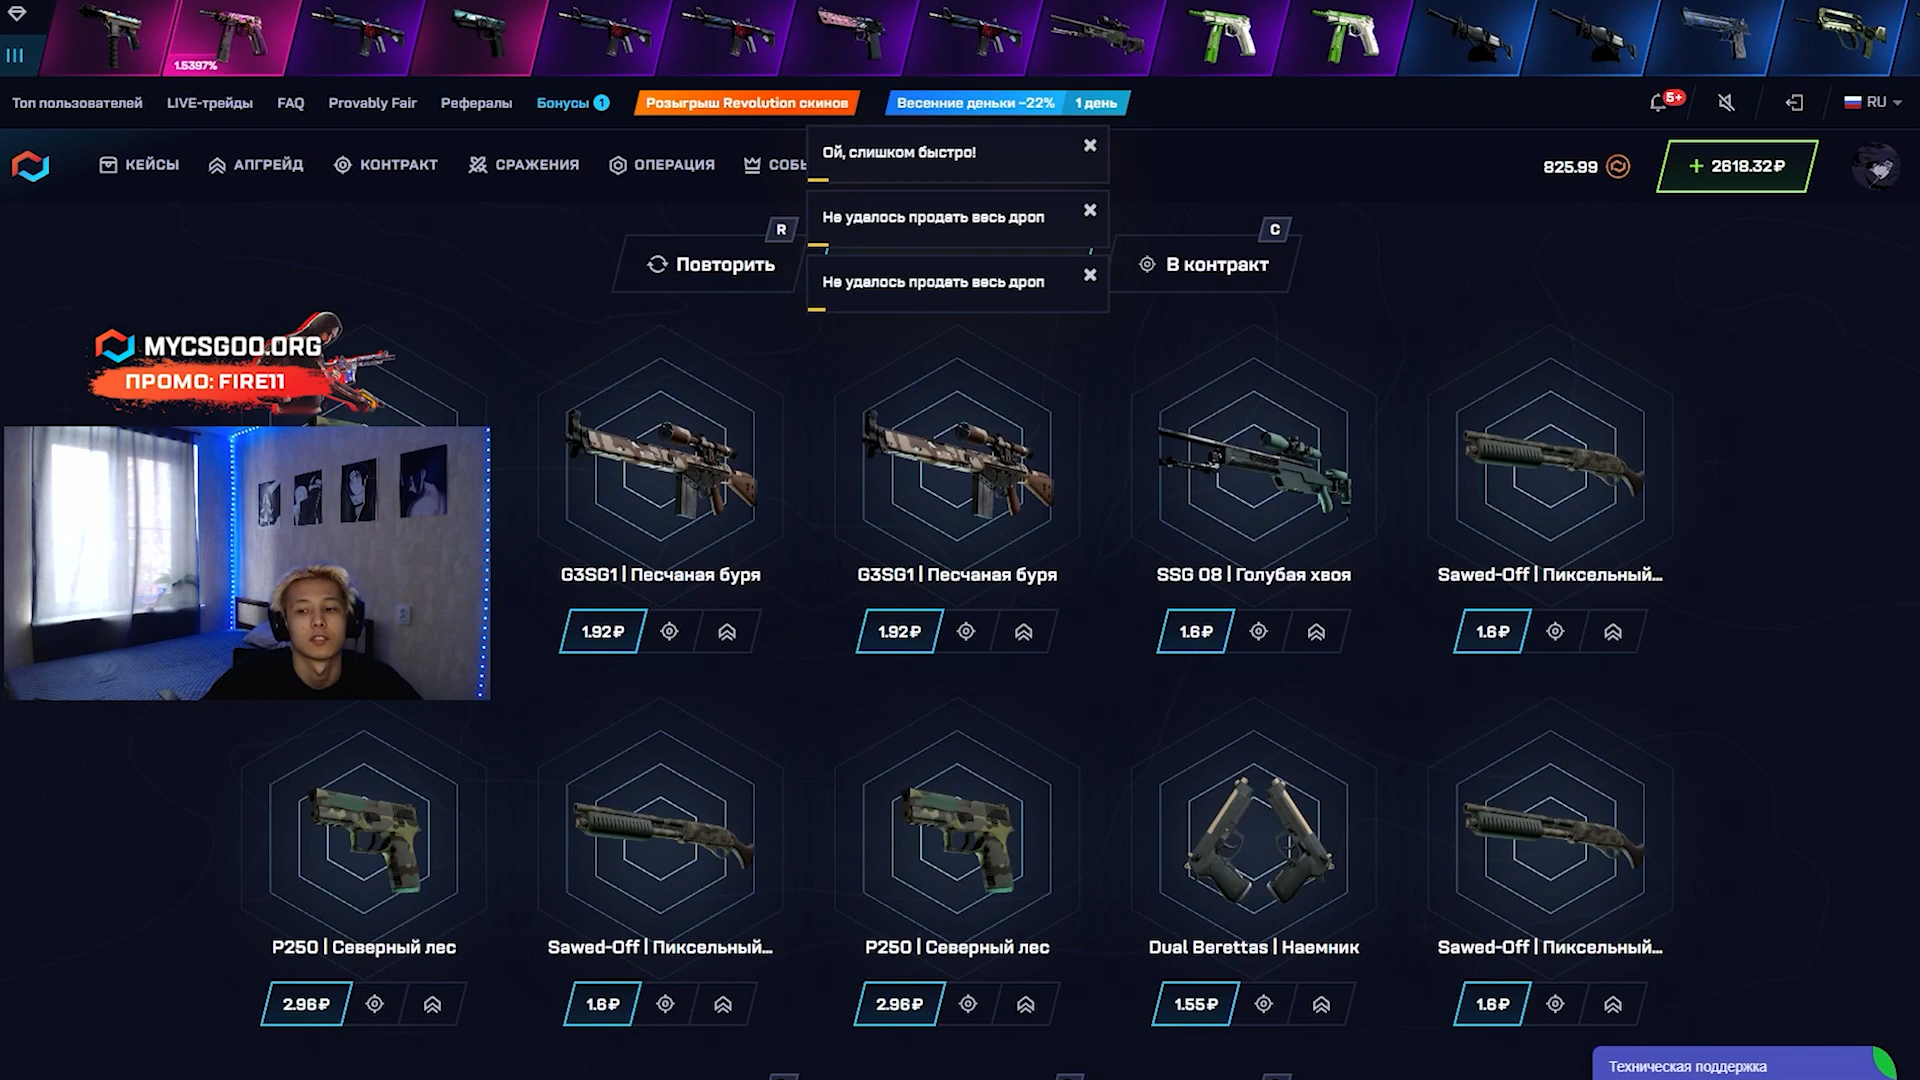 1.5397%
Топ пользователей LIVE-трейды FAQ Provably Fair Рефералы Бонусы 1 Розыгрыш Revolution скинов Весенние деньки -22% 1 день 5+ RU
КЕЙСЫ АПГРЕЙД КОНТРАКТ СРАЖЕНИЯ ОПЕРАЦИЯ СОБЫ 825.99 + 2618.32₽
Ой, слишком быстро!
Не удалось продать весь дроп
Не удалось продать весь дроп
R
C
Повторить
В контракт
MYCSGOO.ORG
ПРОМО: FIRE11
G3SG1 | Песчаная буря
G3SG1 | Песчаная буря
SSG 08 | Голубая хвоя
Sawed-Off | Пиксельный...
1.92₽
1.92₽
1.6₽
1.6₽
P250 | Северный лес
Sawed-Off | Пиксельный...
P250 | Северный лес
Dual Berettas | Наемник
Sawed-Off | Пиксельный...
2.96₽
1.6₽
2.96₽
1.55₽
1.6₽
Техническая поддержка